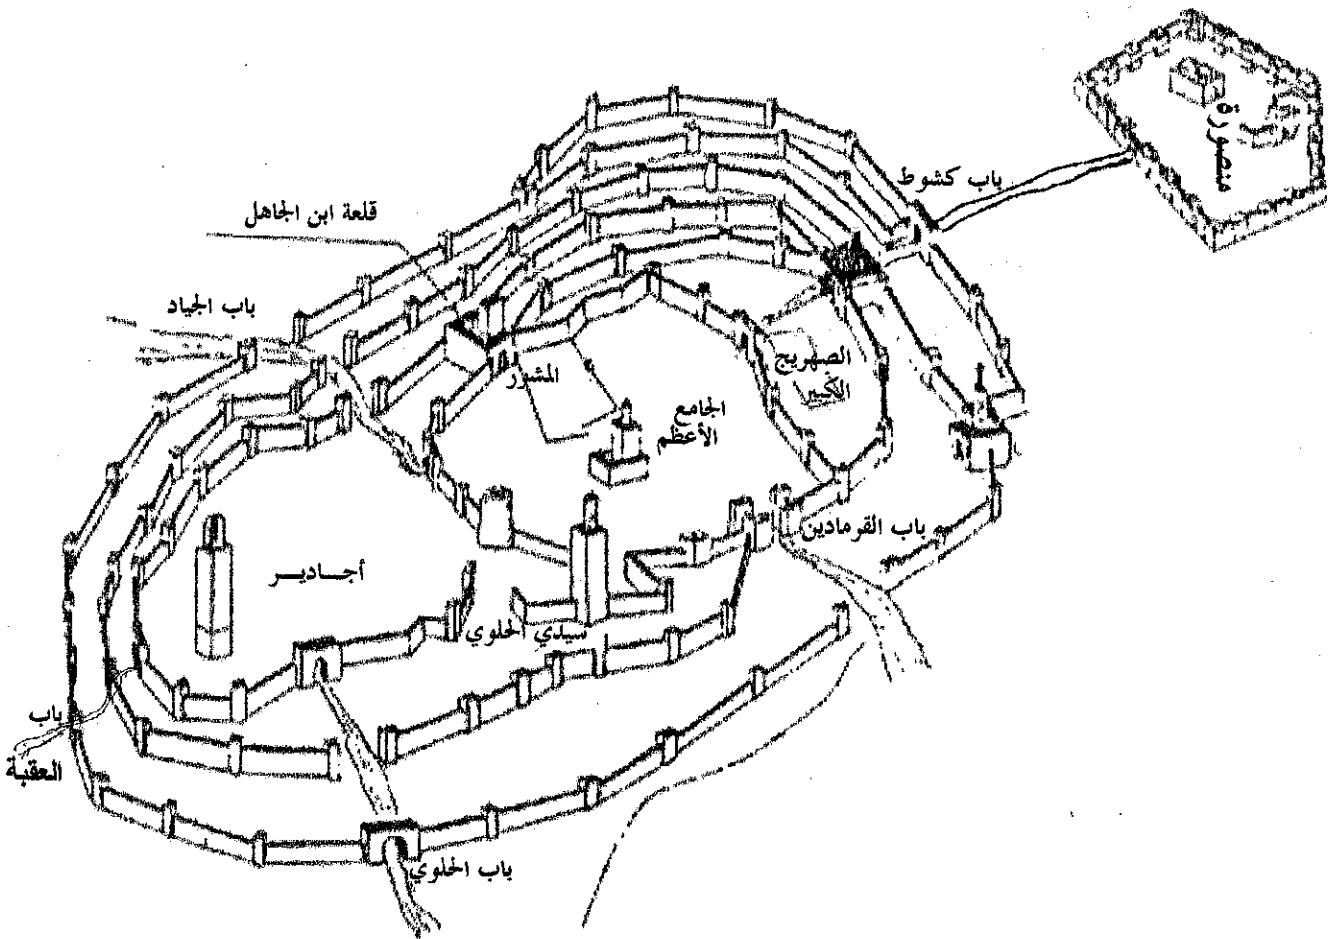 منصورة
باب كشوط
قلعة ابن الجاهل
باب الجياد
الصهريج
الكبير
المشور
الجامع
الأعظم
باب القرمادين
أجـــاديـــر
سيدي الحلوي
باب
العقبة
باب الحلوي